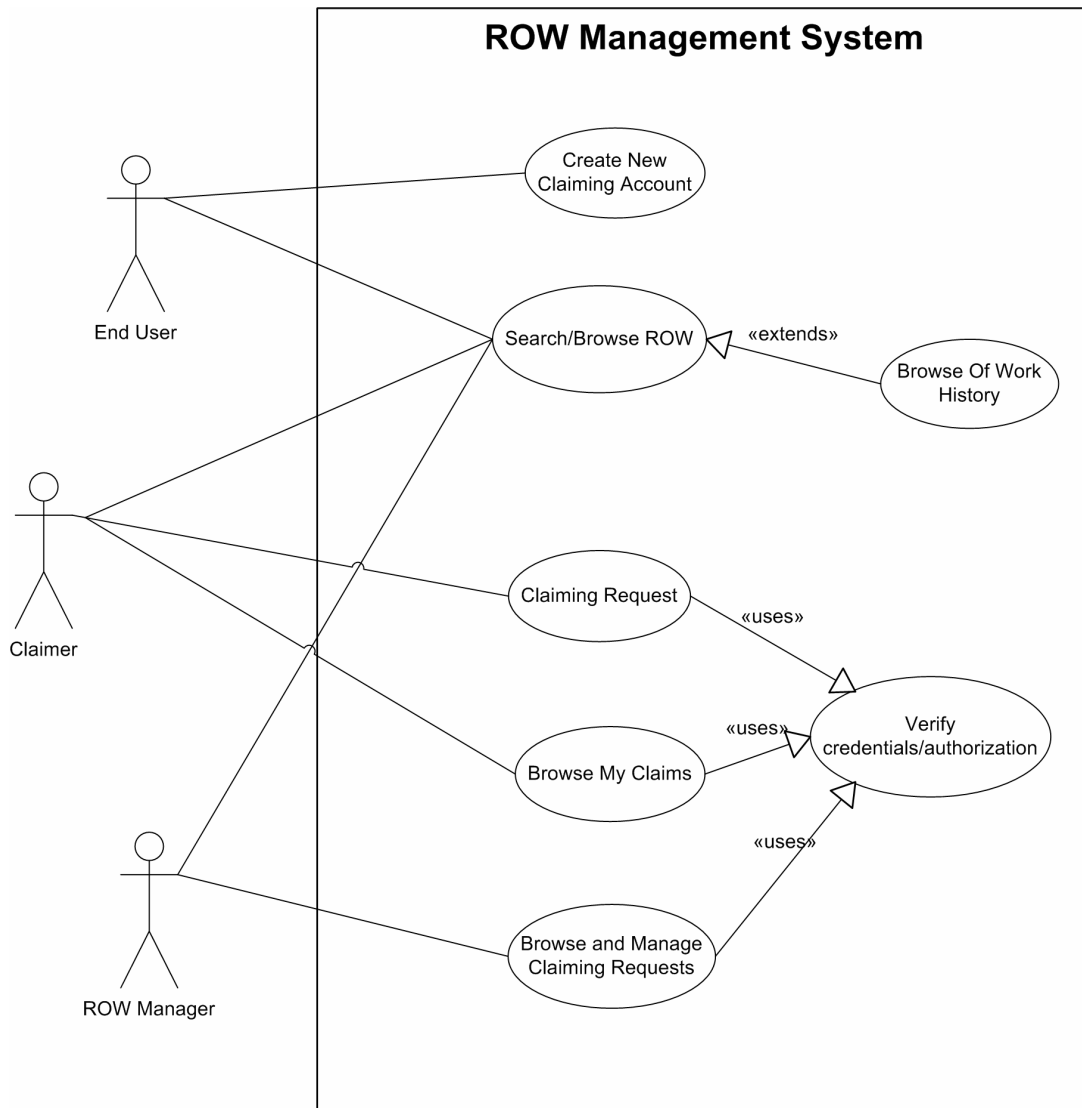 ROW Management System
Create New
Claiming Account
End User
Search/Browse ROW
«extends»
Browse Of Work
History
Claimer
Claiming Request
«uses»
Verify
credentials/authorization
«uses»
Browse My Claims
«uses»
ROW Manager
Browse and Manage
Claiming Requests